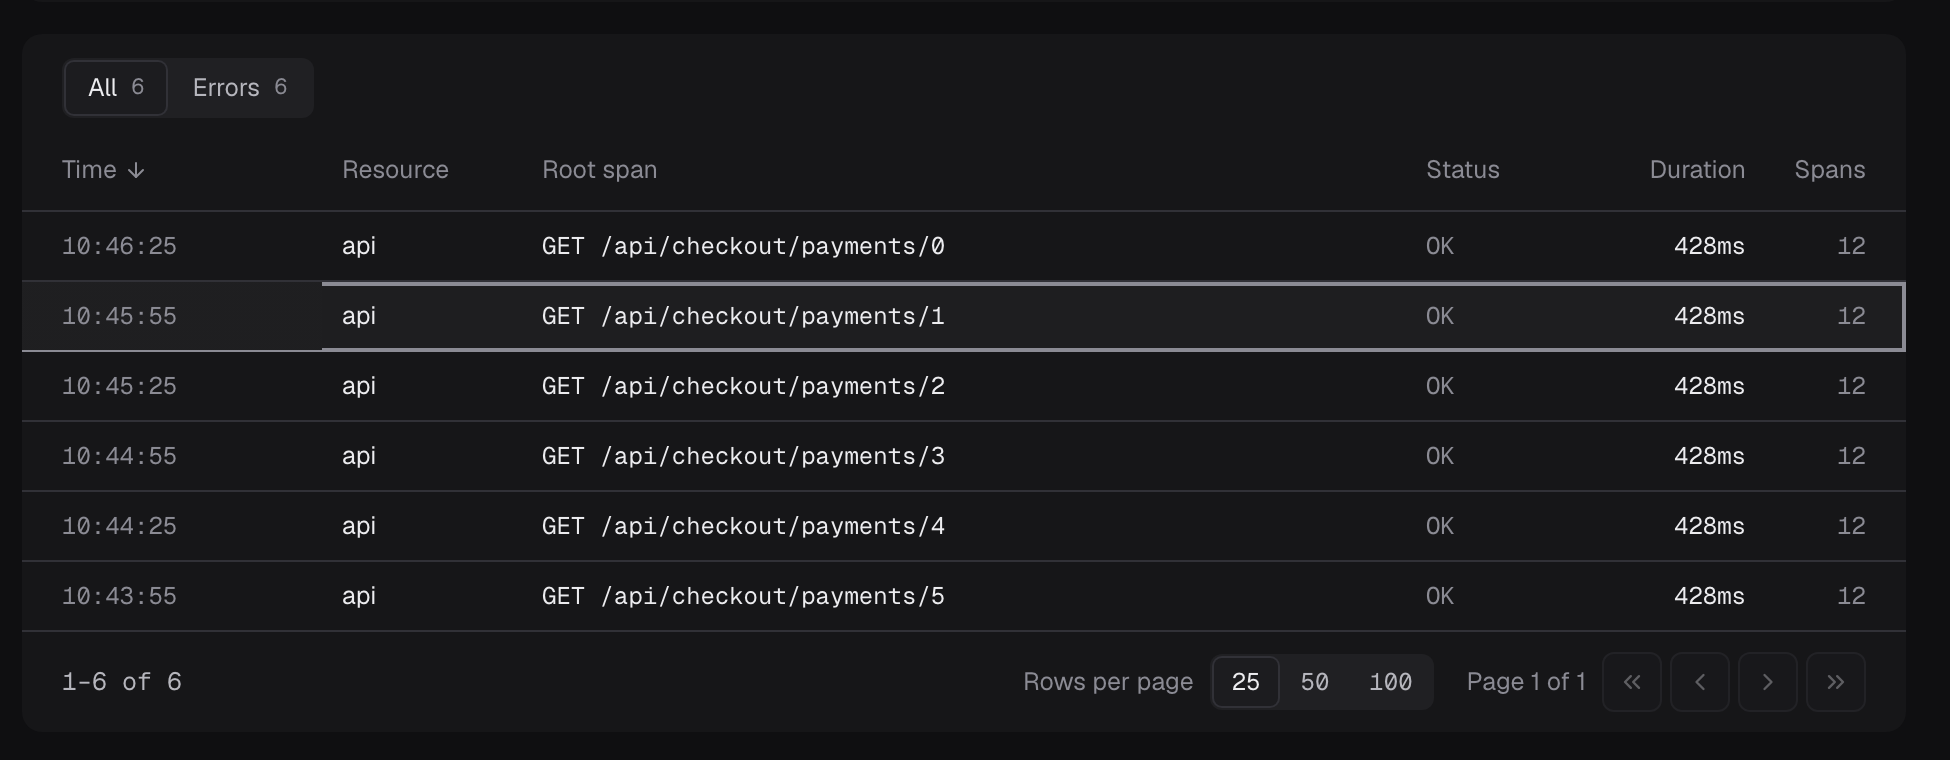 All 6 Errors 6
Time ↓ Resource Root span Status Duration Spans
10:46:25 api GET /api/checkout/payments/0 OK 428ms 12
10:45:55 api GET /api/checkout/payments/1 OK 428ms 12
10:45:25 api GET /api/checkout/payments/2 OK 428ms 12
10:44:55 api GET /api/checkout/payments/3 OK 428ms 12
10:44:25 api GET /api/checkout/payments/4 OK 428ms 12
10:43:55 api GET /api/checkout/payments/5 OK 428ms 12
1–6 of 6 Rows per page 25 50 100 Page 1 of 1 « ‹ › »